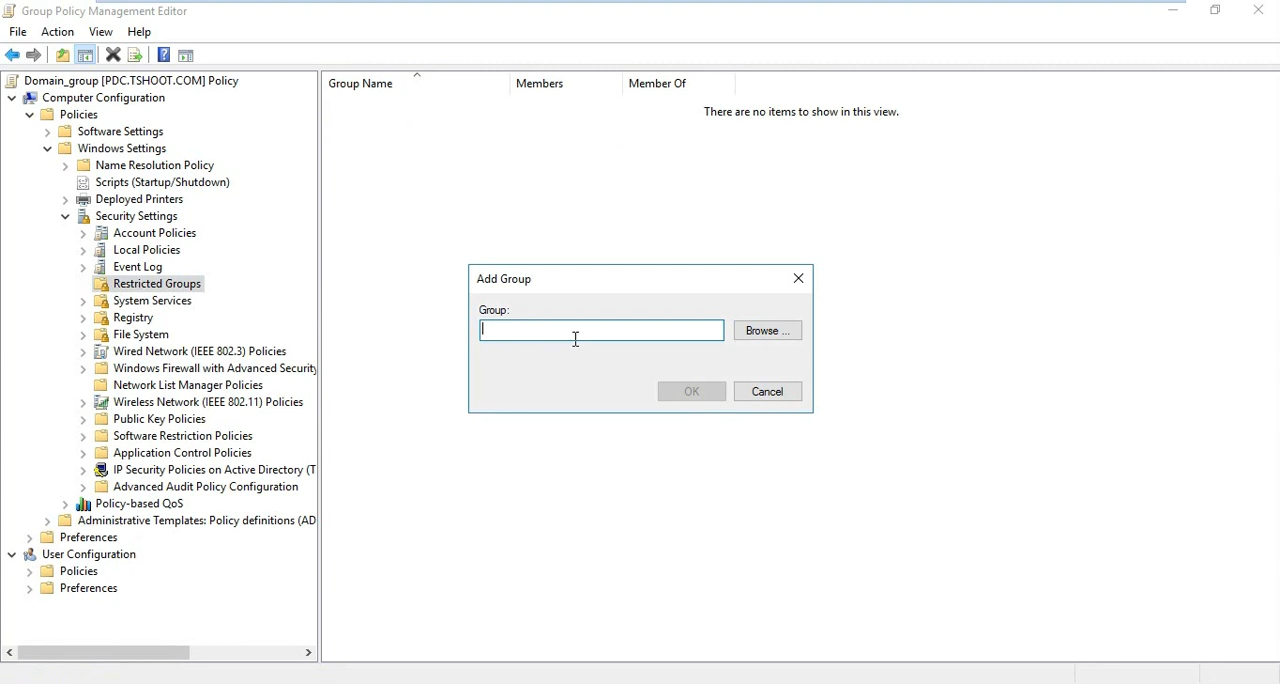 Group Policy Management Editor
File Action View Help
Domain_group [PDC.TSHOOT.COM] Policy
Computer Configuration
Policies
Software Settings
Windows Settings
Name Resolution Policy
Scripts (Startup/Shutdown)
Deployed Printers
Security Settings
Account Policies
Local Policies
Event Log
Restricted Groups
System Services
Registry
File System
Wired Network (IEEE 802.3) Policies
Windows Firewall with Advanced Security
Network List Manager Policies
Wireless Network (IEEE 802.11) Policies
Public Key Policies
Software Restriction Policies
Application Control Policies
IP Security Policies on Active Directory (T
Advanced Audit Policy Configuration
Policy-based QoS
Administrative Templates: Policy definitions (AD
Preferences
User Configuration
Policies
Preferences
Group Name Members Member Of
There are no items to show in this view.
Add Group
Group:
Browse ...
OK Cancel